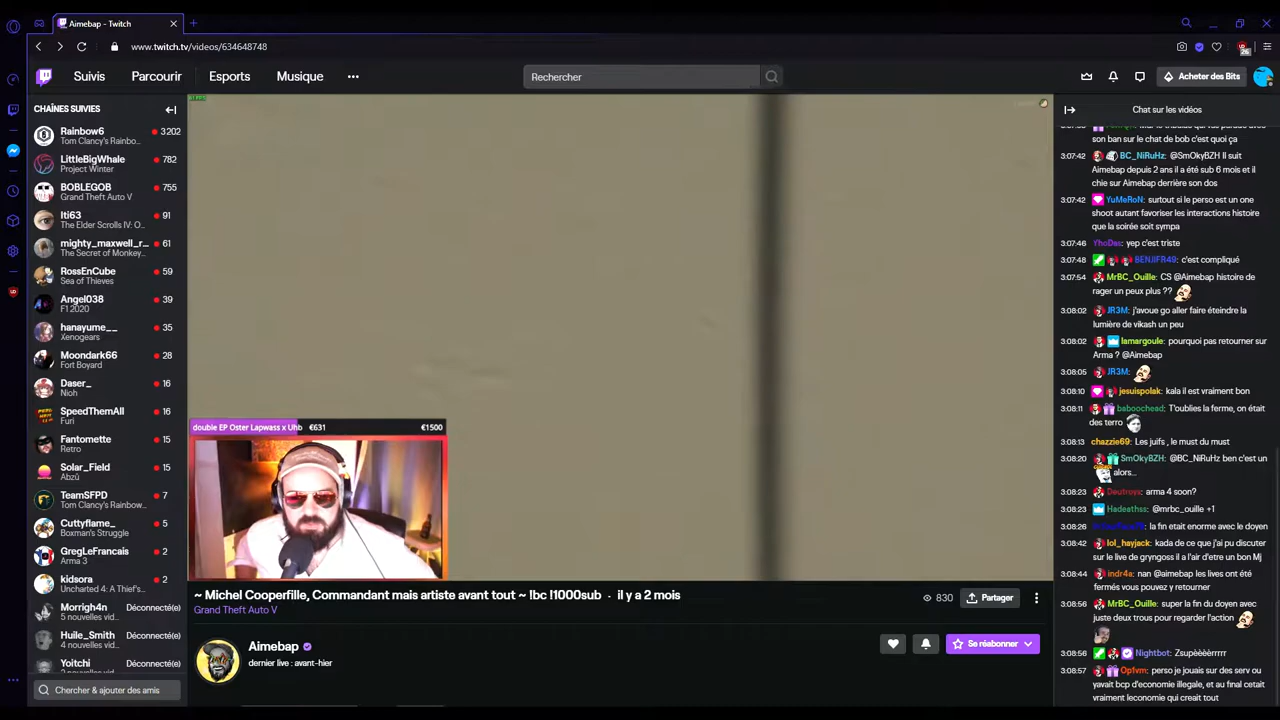 Aimebap - Twitch
www.twitch.tv/videos/634648748
26
Suivis
Parcourir
Esports
Musique
Rechercher
Acheter des Bits
CHAÎNES SUIVIES
Rainbow6
3202
Tom Clancy's Rainbo...
LittleBigWhale
782
Project Winter
BOBLEGOB
755
Grand Theft Auto V
Iti63
91
The Elder Scrolls IV: O...
mighty_maxwell_r...
61
The Secret of Monkey...
RossEnCube
59
Sea of Thieves
Angel038
39
F1 2020
hanayume__
35
Xenogears
Moondark66
28
Fort Boyard
Daser_
16
Nioh
SpeedThemAll
16
Furi
Fantomette
15
Retro
Solar_Field
15
Abzû
TeamSFPD
7
Tom Clancy's Rainbow...
Cuttyflame_
5
Boxman's Struggle
GregLeFrancais
2
Arma 3
kidsora
2
Uncharted 4: A Thief's...
Morrigh4n
Déconnecté(e)
5 nouvelles vid...
Huile_Smith
Déconnecté(e)
4 nouvelles vid...
Yoitchi
Déconnecté(e)
Chercher & ajouter des amis
double EP Oster Lapwass x Uhb
€631
€1500
~ Michel Cooperfille, Commandant mais artiste avant tout ~ !bc !1000sub · il y a 2 mois
Grand Theft Auto V
830
Partager
Aimebap
dernier live : avant-hier
Se réabonner
Chat sur les vidéos
son ban sur le chat de bob c'est quoi ça
3:07:42 BC_NiRuHz: @SmOkyBZH Il suit
Aimebap depuis 2 ans il a été sub 6 mois et il
chie sur Aimebap derrière son dos
3:07:42 YuMeRoN: surtout si le perso est un one
shoot autant favoriser les interactions histoire
que la soirée soit sympa
3:07:46 YhoDas: yep c'est triste
3:07:48 BENJIFR49: c'est compliqué
3:07:54 MrBC_Ouille: CS @Aimebap histoire de
rager un peux plus ??
3:08:02 JR3M: j'avoue go aller faire éteindre la
lumière de vikash un peu
3:08:02 lamargoule: pourquoi pas retourner sur
Arma ? @Aimebap
3:08:05 JR3M:
3:08:10 jesuispolak: kala il est vraiment bon
3:08:11 baboochead: T'oublies la ferme, on était
des terro
3:08:13 chazzie69: Les juifs , le must du must
3:08:20 SmOkyBZH: @BC_NiRuHz ben c'est un
alors...
3:08:23 Deutroys: arma 4 soon?
3:08:23 Hadeathss: @mrbc_ouille +1
3:08:26 la fin etait enorme avec le doyen
3:08:42 lol_hayjack: kada de ce que j'ai pu discuter
sur le live de gryngoss il a l'air d'etre un bon Mj
3:08:44 indr4a: nan @aimebap les lives ont été
fermés vous pouvez y retourner
3:08:56 MrBC_Ouille: super la fin du doyen avec
juste deux trous pour regarder l'action
3:08:56 Nightbot: Zsupèèèèrrrrr
3:08:57 Opfvm: perso je jouais sur des serv ou
yavait bcp d'economie illegale, et au final cetait
vraiment leconomie qui creait tout